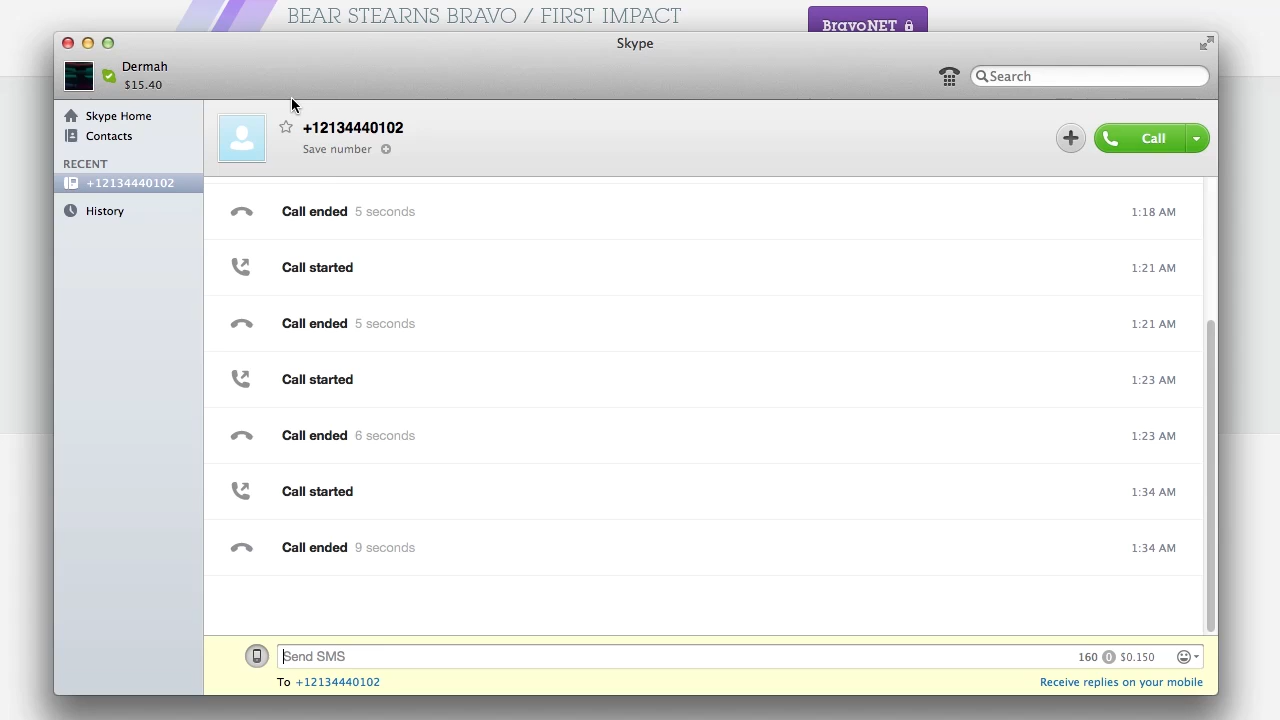 BEAR STEARNS BRAVO / FIRST IMPACT
BravoNET
Skype
Dermah
$15.40
Search
Skype Home
Contacts
RECENT
+12134440102
History
+12134440102
Save number
Call
Call ended 5 seconds 1:18 AM
Call started 1:21 AM
Call ended 5 seconds 1:21 AM
Call started 1:23 AM
Call ended 6 seconds 1:23 AM
Call started 1:34 AM
Call ended 9 seconds 1:34 AM
Send SMS 160 0 $0.150
To +12134440102 Receive replies on your mobile